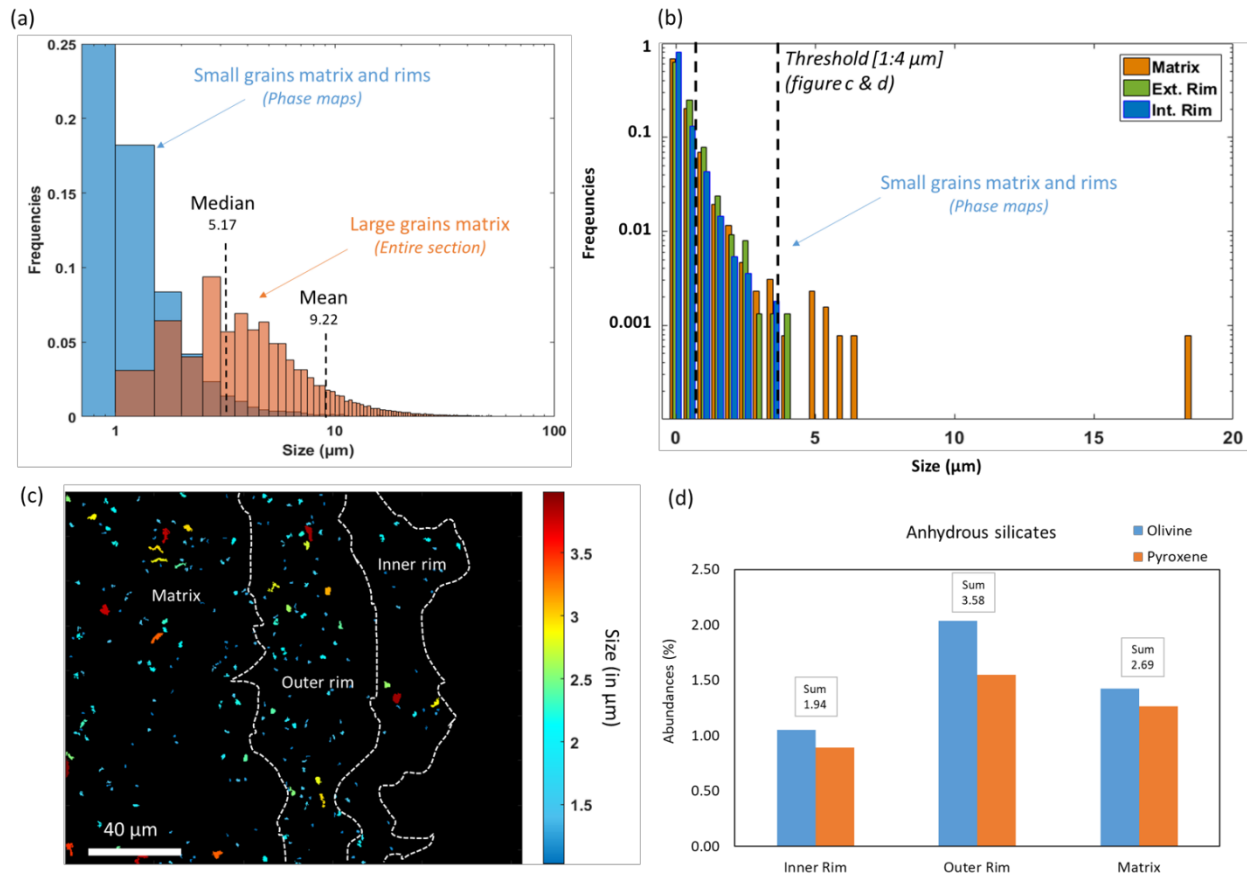 (a)
0.25
0.2
0.15
0.1
0.05
0
Frequencies
Small grains matrix and rims
(Phase maps)
Median
5.17
Large grains matrix
(Entire section)
Mean
9.22
1
10
100
Size (µm)
(b)
1
0.1
0.01
0.001
Freqeuncies
Threshold [1:4 µm]
(figure c & d)
Matrix
Ext. Rim
Int. Rim
Small grains matrix and rims
(Phase maps)
0
5
10
15
20
Size (µm)
(c)
Matrix
Outer rim
Inner rim
40 µm
3.5
3
2.5
2
1.5
Size (in µm)
(d)
Anhydrous silicates
Olivine
Pyroxene
2.50
2.00
1.50
1.00
0.50
0.00
Abundances (%)
Sum
1.94
Sum
3.58
Sum
2.69
Inner Rim
Outer Rim
Matrix